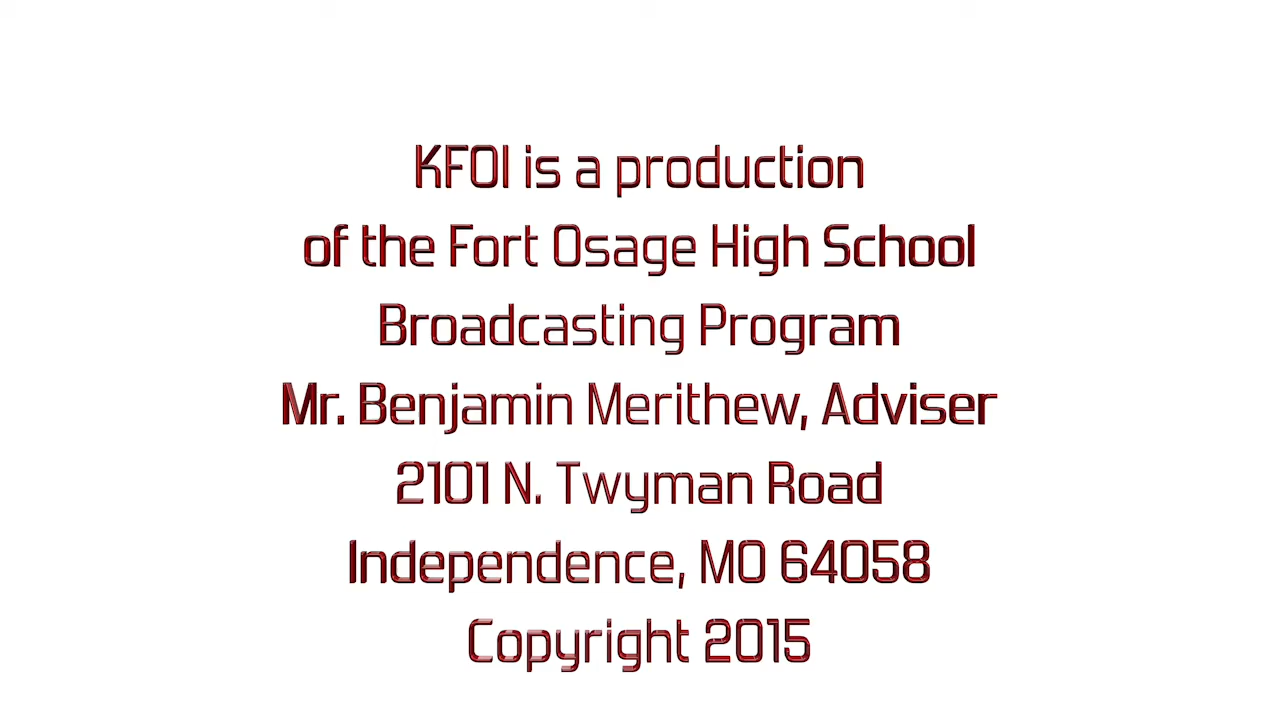 KFOI is a production
of the Fort Osage High School
Broadcasting Program
Mr. Benjamin Merithew, Adviser
2101 N. Twyman Road
Independence, MO 64058
Copyright 2015